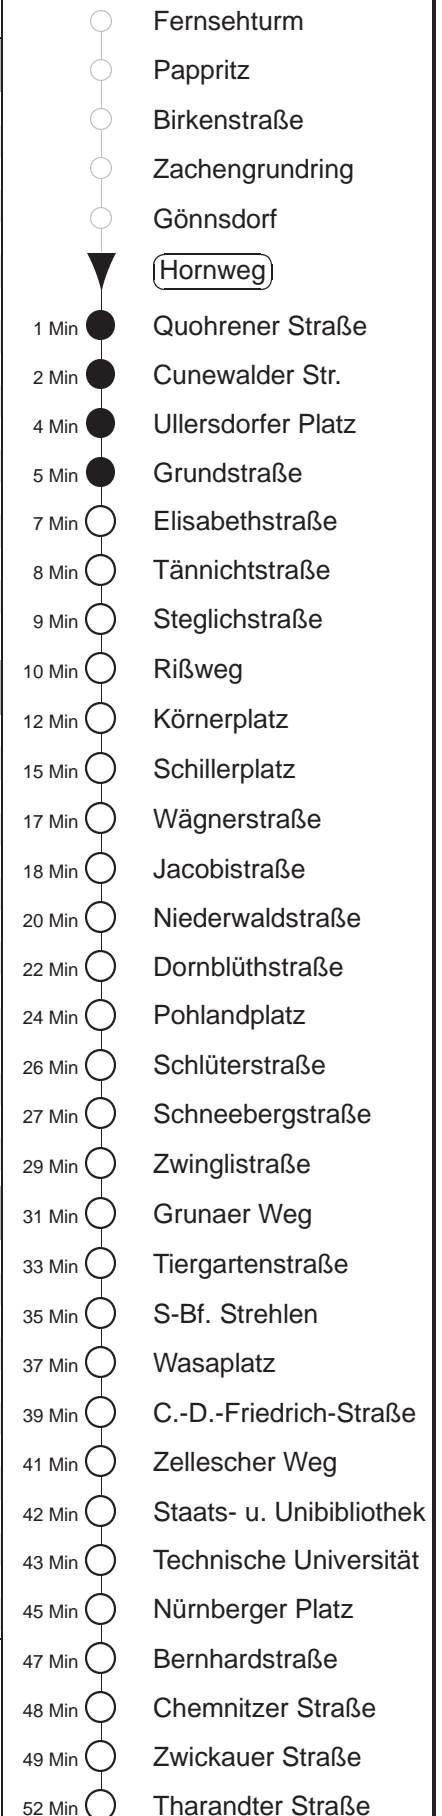 Fernsehturm
Pappritz
Birkenstraße
Zachengrundring
Gönnsdorf
Hornweg
1 Min Quohrener Straße
2 Min Cunewalder Str.
4 Min Ullersdorfer Platz
5 Min Grundstraße
7 Min Elisabethstraße
8 Min Tännichtstraße
9 Min Steglichstraße
10 Min Rißweg
12 Min Körnerplatz
15 Min Schillerplatz
17 Min Wägnerstraße
18 Min Jacobistraße
20 Min Niederwaldstraße
22 Min Dornblüthstraße
24 Min Pohlandplatz
26 Min Schlüterstraße
27 Min Schneebergstraße
29 Min Zwinglistraße
31 Min Grunaer Weg
33 Min Tiergartenstraße
35 Min S-Bf. Strehlen
37 Min Wasaplatz
39 Min C.-D.-Friedrich-Straße
41 Min Zellescher Weg
42 Min Staats- u. Unibibliothek
43 Min Technische Universität
45 Min Nürnberger Platz
47 Min Bernhardstraße
48 Min Chemnitzer Straße
49 Min Zwickauer Straße
52 Min Tharandter Straße